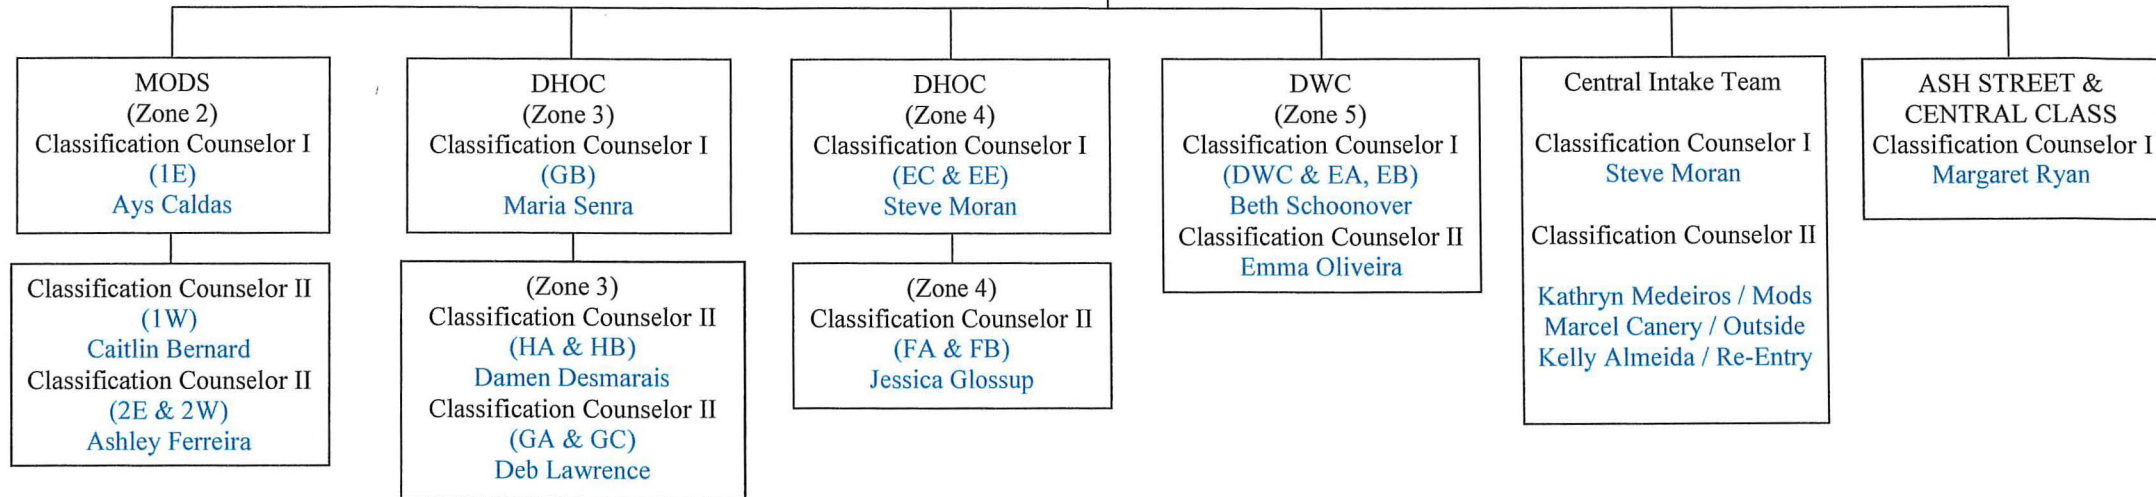 MODS
(Zone 2)
Classification Counselor I
(1E)
Ays Caldas
Classification Counselor II
(1W)
Caitlin Bernard
Classification Counselor II
(2E & 2W)
Ashley Ferreira
DHOC
(Zone 3)
Classification Counselor I
(GB)
Maria Senra
(Zone 3)
Classification Counselor II
(HA & HB)
Damen Desmarais
Classification Counselor II
(GA & GC)
Deb Lawrence
DHOC
(Zone 4)
Classification Counselor I
(EC & EE)
Steve Moran
(Zone 4)
Classification Counselor II
(FA & FB)
Jessica Glossup
DWC
(Zone 5)
Classification Counselor I
(DWC & EA, EB)
Beth Schoonover
Classification Counselor II
Emma Oliveira
Central Intake Team
Classification Counselor I
Steve Moran
Classification Counselor II
Kathryn Medeiros / Mods
Marcel Canery / Outside
Kelly Almeida / Re-Entry
ASH STREET &
CENTRAL CLASS
Classification Counselor I
Margaret Ryan